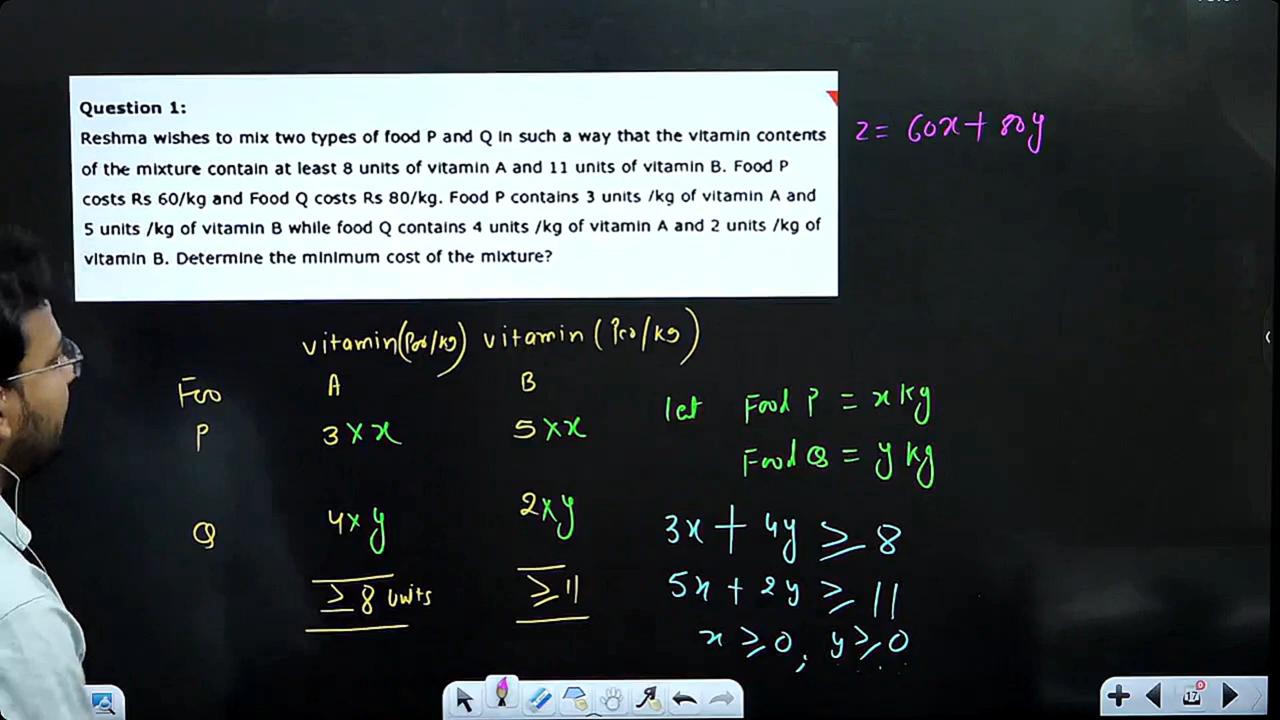 Question 1:
Reshma wishes to mix two types of food P and Q in such a way that the vitamin contents
of the mixture contain at least 8 units of vitamin A and 11 units of vitamin B. Food P
costs Rs 60/kg and Food Q costs Rs 80/kg. Food P contains 3 units /kg of vitamin A and
5 units /kg of vitamin B while food Q contains 4 units /kg of vitamin A and 2 units /kg of
vitamin B. Determine the minimum cost of the mixture?
z = 60x + 80y
vitamin vitamin
Foo A B
P 3 × x 5 × x
Q 4 × y 2 × y
≥ 8 units ≥ 11
let Food P = x kg
Food Q = y kg
3x + 4y ≥ 8
5x + 2y ≥ 11
x ≥ 0, y ≥ 0
17